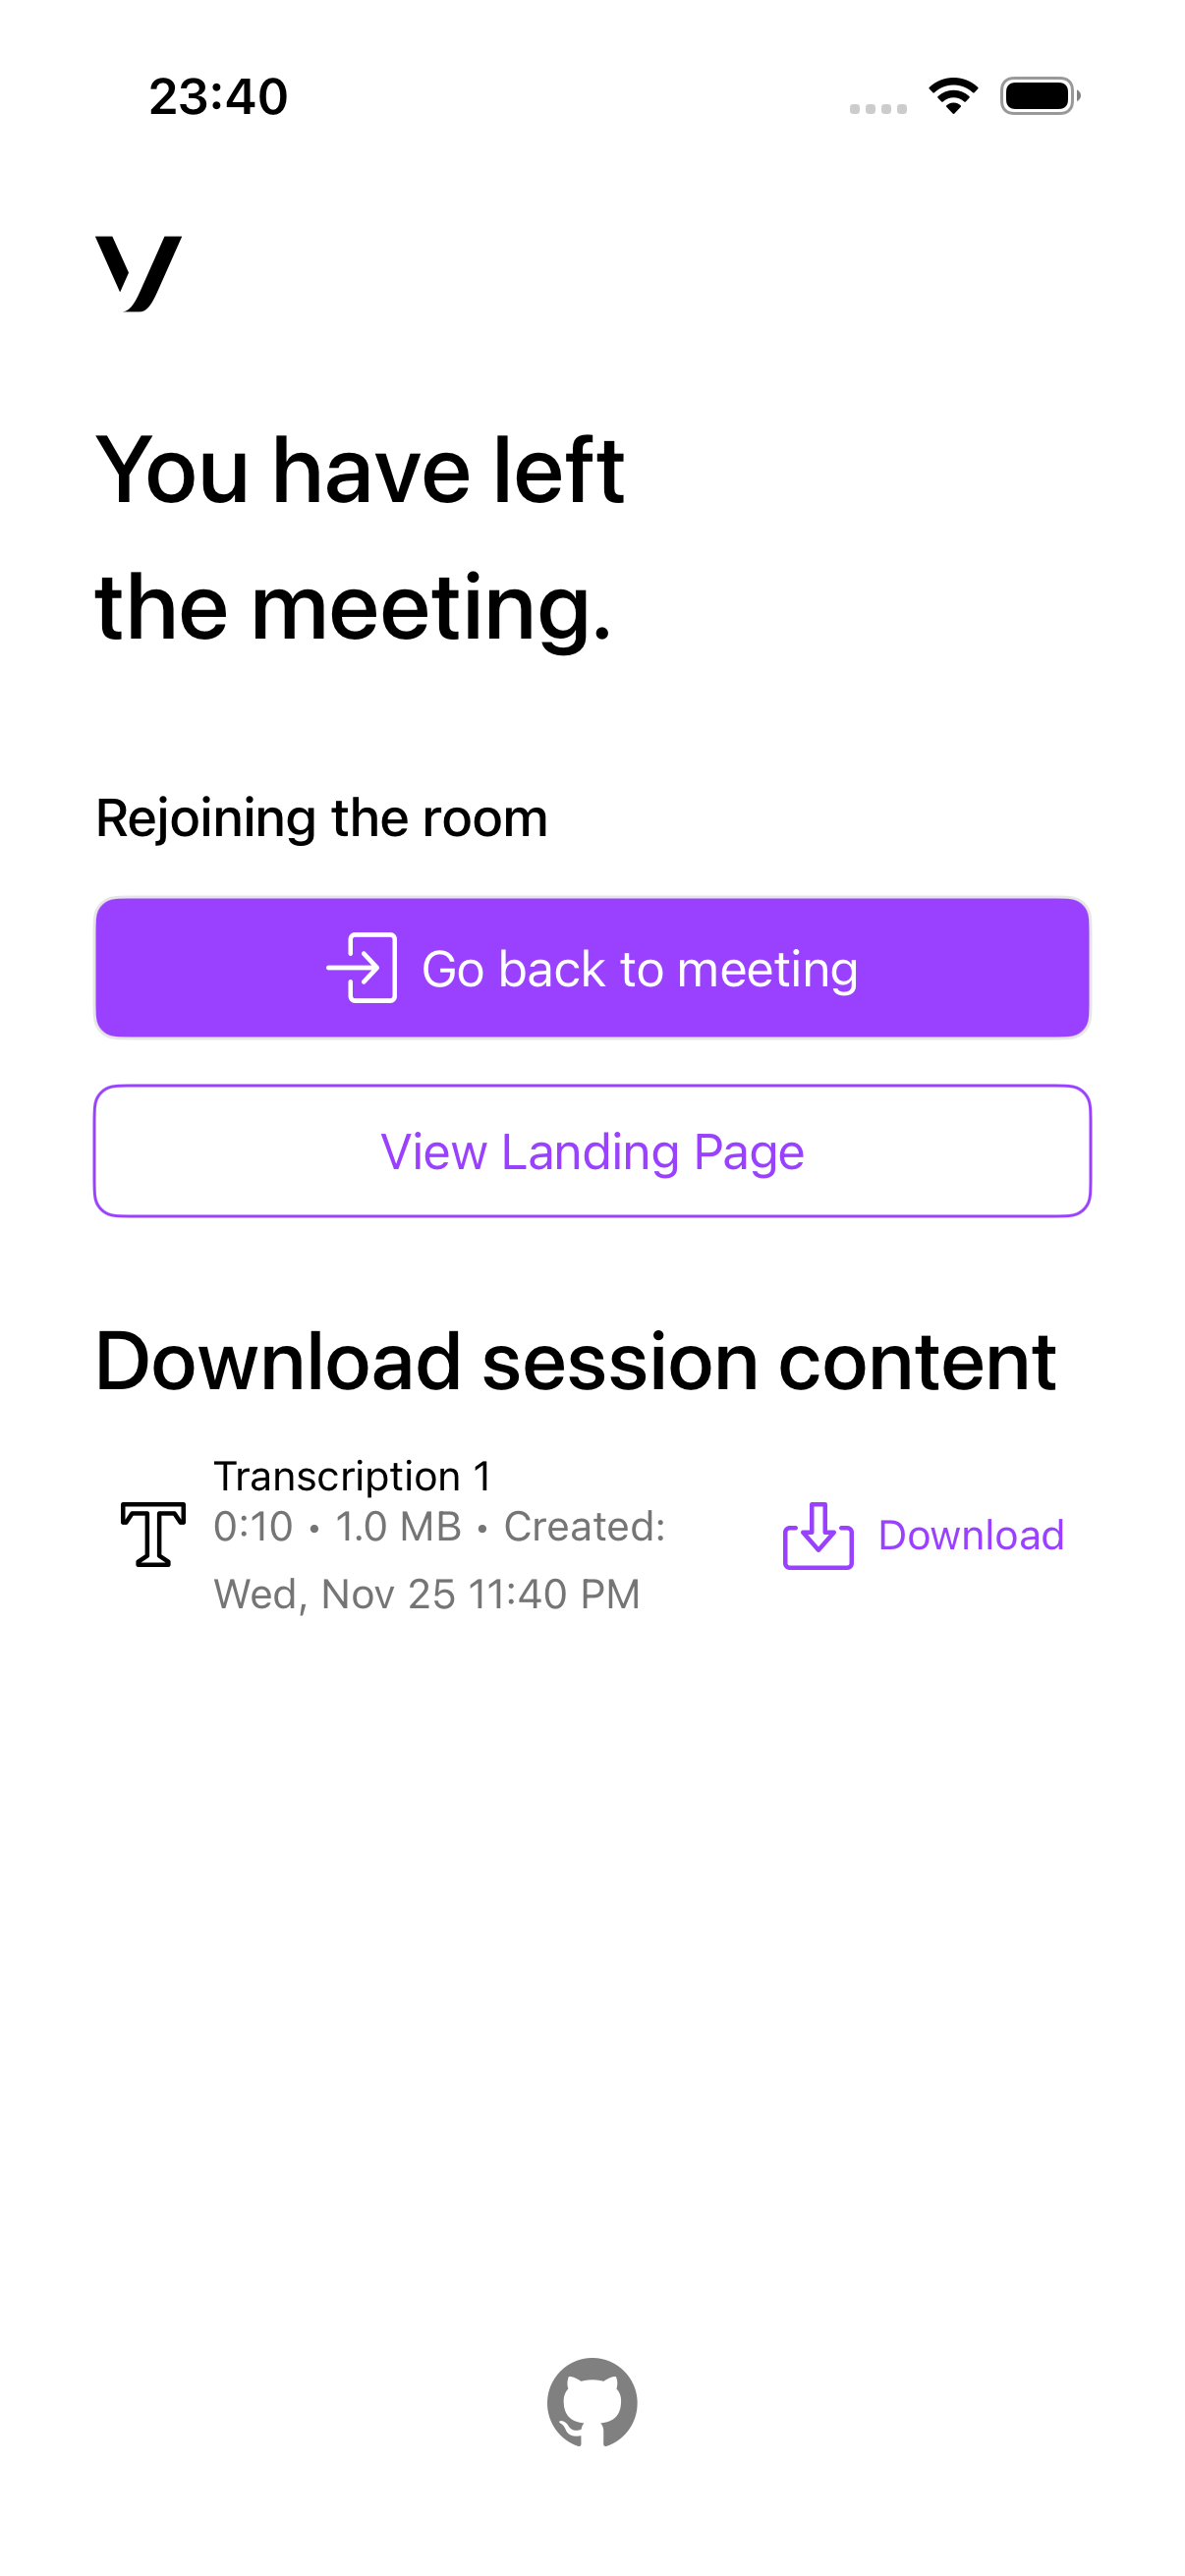 23:40
You have left
the meeting.
Rejoining the room
Go back to meeting
View Landing Page
Download session content
Transcription 1
0:10 • 1.0 MB • Created:
Wed, Nov 25 11:40 PM
Download